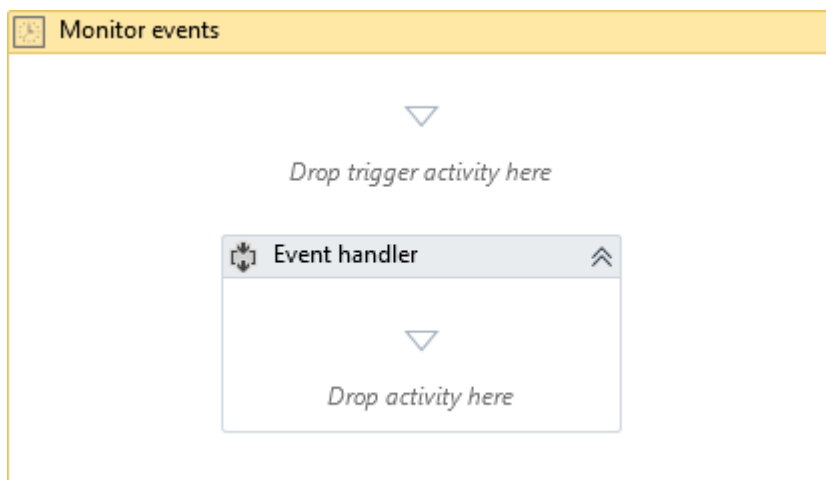 Monitor events
Drop trigger activity here
Event handler
Drop activity here